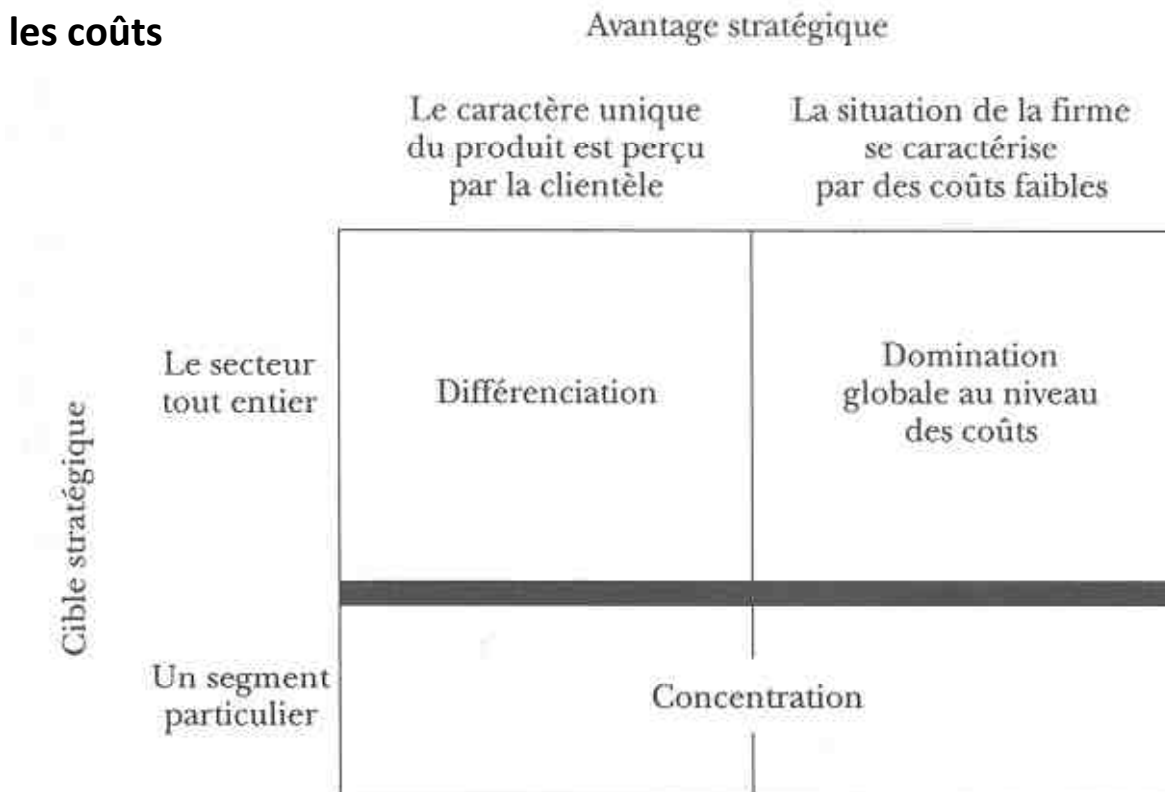 les coûts
Avantage stratégique
Le caractère unique
du produit est perçu
par la clientèle
La situation de la firme
se caractérise
par des coûts faibles
Cible stratégique
Le secteur
tout entier
Différenciation
Domination
globale au niveau
des coûts
Un segment
particulier
Concentration